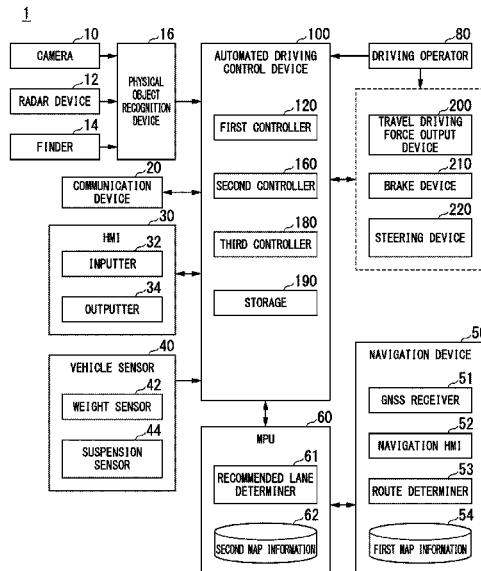 1
10
CAMERA
12
RADAR DEVICE
14
FINDER
16
PHYSICAL
OBJECT
RECOGNITION
DEVICE
20
COMMUNICATION
DEVICE
30
HMI
32
INPUTTER
34
OUTPUTTER
40
VEHICLE SENSOR
42
WEIGHT SENSOR
44
SUSPENSION
SENSOR
100
AUTOMATED DRIVING
CONTROL DEVICE
120
FIRST CONTROLLER
160
SECOND CONTROLLER
180
THIRD CONTROLLER
190
STORAGE
60
MPU
61
RECOMMENDED LANE
DETERMINER
62
SECOND MAP INFORMATION
80
DRIVING OPERATOR
200
TRAVEL DRIVING
FORCE OUTPUT
DEVICE
210
BRAKE DEVICE
220
STEERING DEVICE
50
NAVIGATION DEVICE
51
GNSS RECEIVER
52
NAVIGATION HMI
53
ROUTE DETERMINER
54
FIRST MAP INFORMATION